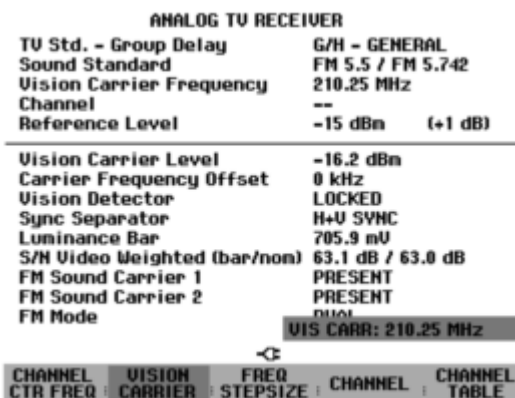 ANALOG TV RECEIVER
TV Std. - Group Delay G/H - GENERAL
Sound Standard FM 5.5 / FM 5.742
Vision Carrier Frequency 210.25 MHz
Channel --
Reference Level -15 dBm (+1 dB)
Vision Carrier Level -16.2 dBm
Carrier Frequency Offset 0 kHz
Vision Detector LOCKED
Sync Separator H+V SYNC
Luminance Bar 705.9 mV
S/N Video Weighted (bar/nom) 63.1 dB / 63.0 dB
FM Sound Carrier 1 PRESENT
FM Sound Carrier 2 PRESENT
FM Mode DUAL
VIS CARR: 210.25 MHz
CHANNEL CTR FREQ VISION CARRIER FREQ STEPSIZE CHANNEL CHANNEL TABLE